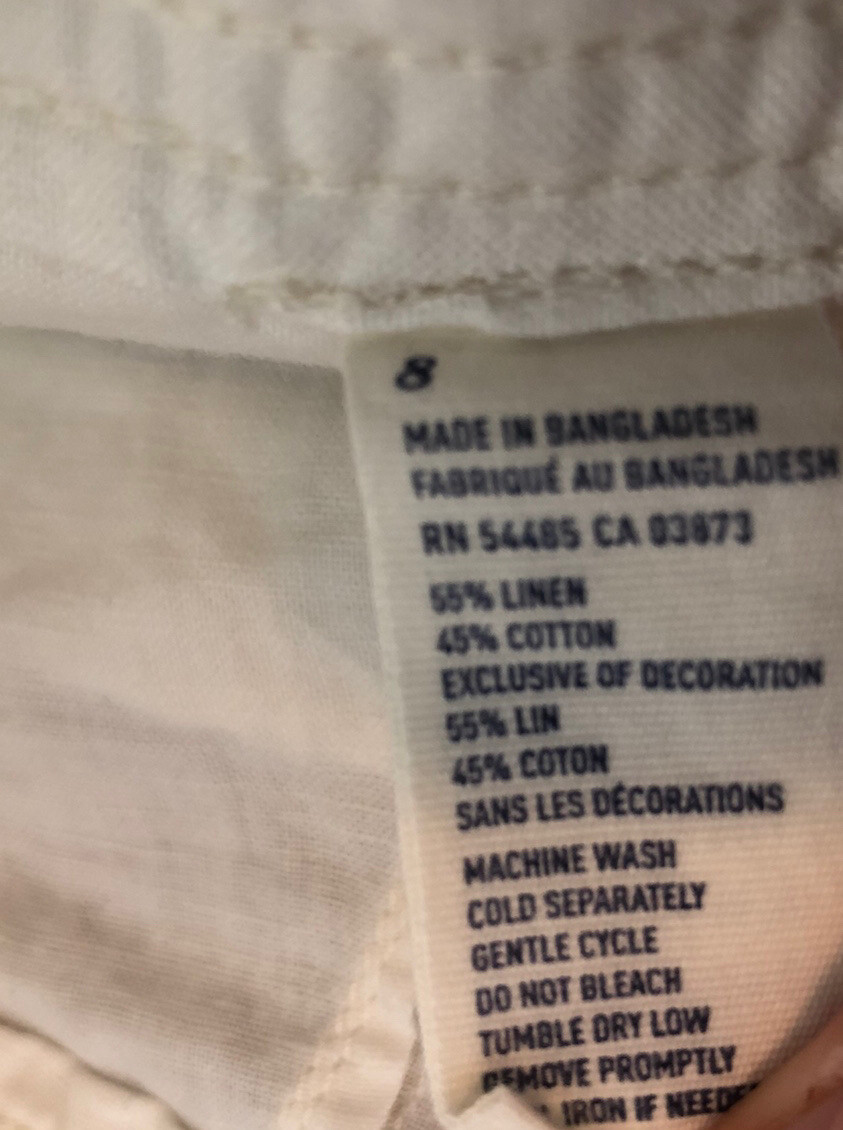 8
MADE IN BANGLADESH
FABRIQUÉ AU BANGLADESH
RN 54485 CA 03873
55% LINEN
45% COTTON
EXCLUSIVE OF DECORATION
55% LIN
45% COTON
SANS LES DÉCORATIONS
MACHINE WASH
COLD SEPARATELY
GENTLE CYCLE
DO NOT BLEACH
TUMBLE DRY LOW
REMOVE PROMPTLY
IRON IF NEEDED